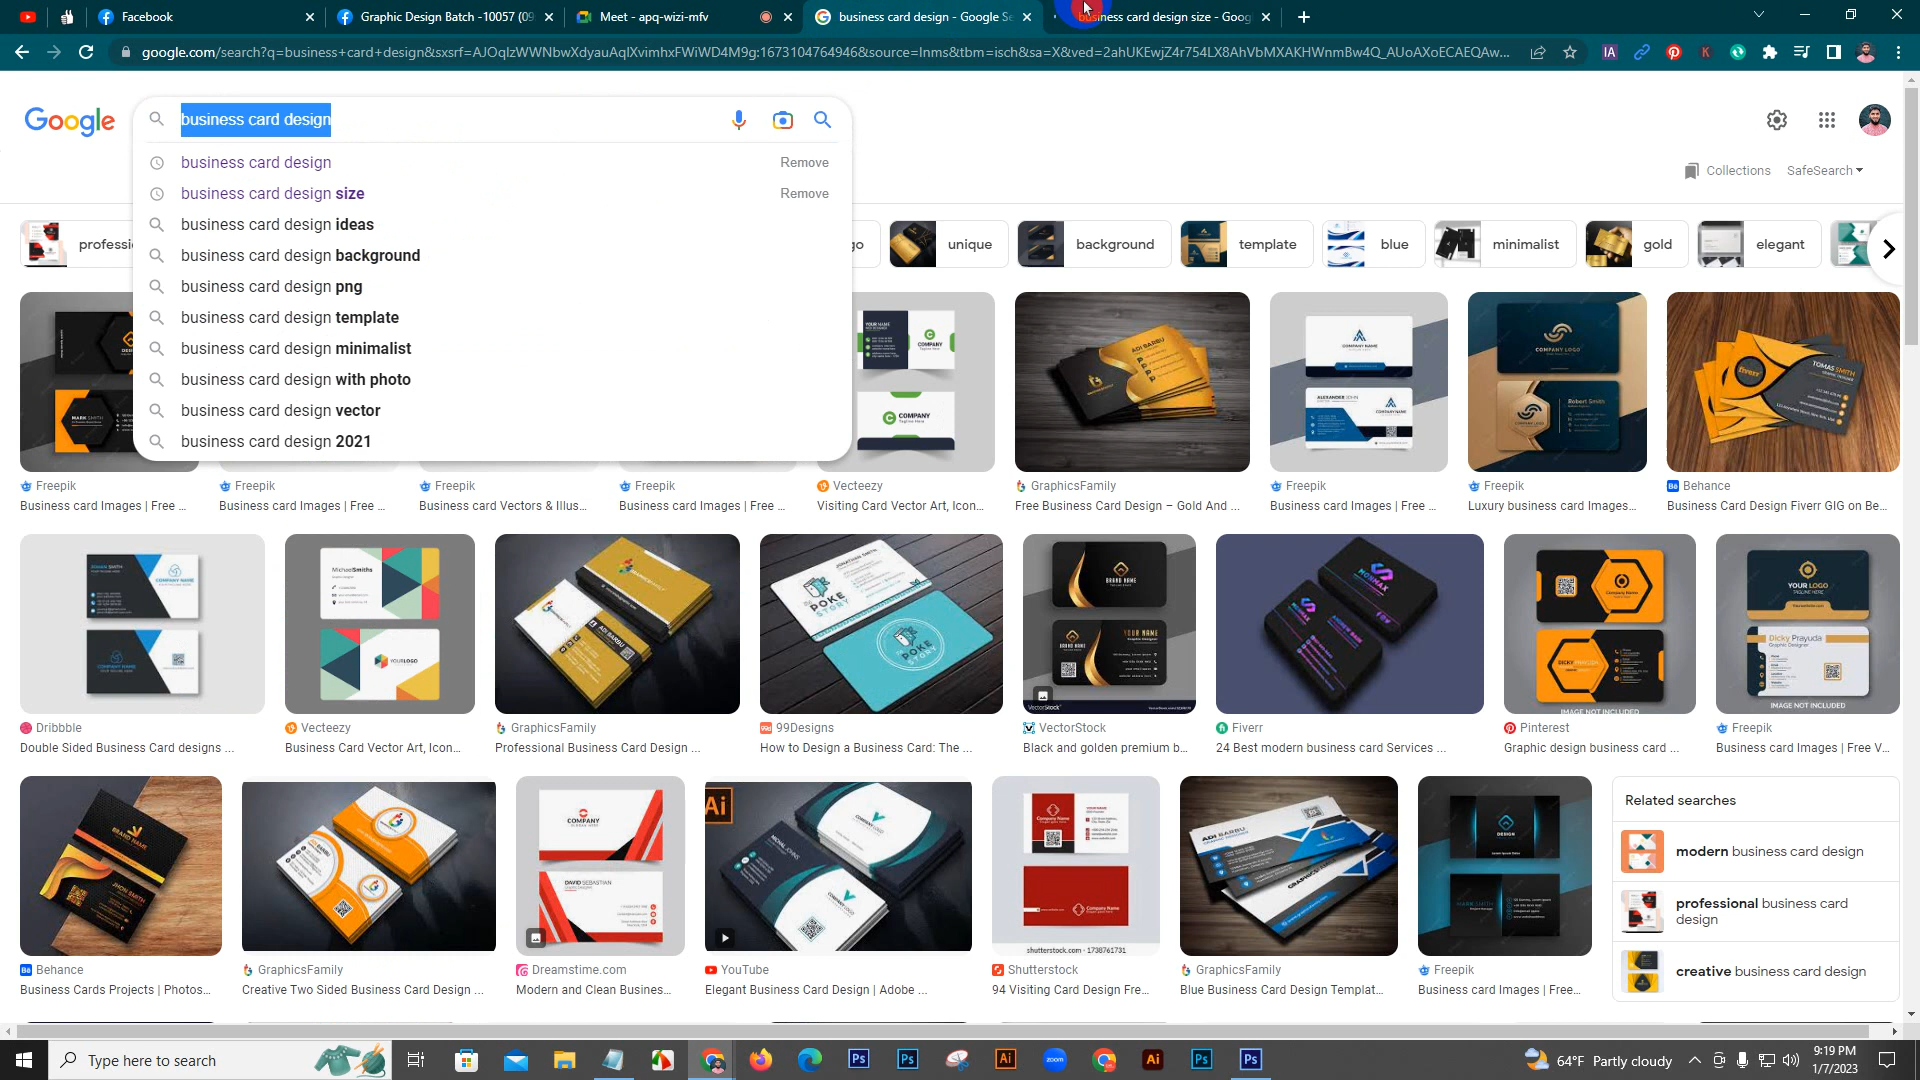 Facebook
Graphic Design Batch -10057 (09
Meet - apq-wizi-mfv
business card design - Google Se
business card design size - Goog
google.com/search?q=business+card+design&sxsrf=AJOqlzWWNbwXdyauAqlXvimhxFWiWD4M9g:1673104764946&source=lnms&tbm=isch&sa=X&ved=2ahUKEwjZ4r754LX8AhVbMXAKHWnmBw4Q_AUoAXoECAEQAw...
Google
business card design
business card design
Remove
business card design size
Remove
business card design ideas
business card design background
business card design png
business card design template
business card design minimalist
business card design with photo
business card design vector
business card design 2021
Collections
SafeSearch
professi
go
unique
background
template
blue
minimalist
gold
elegant
Freepik
Business card Images | Free ...
Freepik
Business card Images | Free ...
Freepik
Business card Vectors & Illus...
Freepik
Business card Images | Free ...
Vecteezy
Visiting Card Vector Art, Icon...
GraphicsFamily
Free Business Card Design – Gold And ...
Freepik
Business card Images | Free ...
Freepik
Luxury business card Images...
Behance
Business Card Design Fiverr GIG on Be...
Dribbble
Double Sided Business Card designs ...
Vecteezy
Business Card Vector Art, Icon...
GraphicsFamily
Professional Business Card Design ...
99Designs
How to Design a Business Card: The ...
VectorStock
Black and golden premium b...
Fiverr
24 Best modern business card Services ...
Pinterest
Graphic design business card ...
Freepik
Business card Images | Free V...
Behance
Business Cards Projects | Photos...
GraphicsFamily
Creative Two Sided Business Card Design ...
Dreamstime.com
Modern and Clean Business...
YouTube
Elegant Business Card Design | Adobe ...
Shutterstock
94 Visiting Card Design Fre...
GraphicsFamily
Blue Business Card Design Templat...
Freepik
Business card Images | Free...
Related searches
modern business card design
professional business card
design
creative business card design
Type here to search
64°F Partly cloudy
9:19 PM
1/7/2023